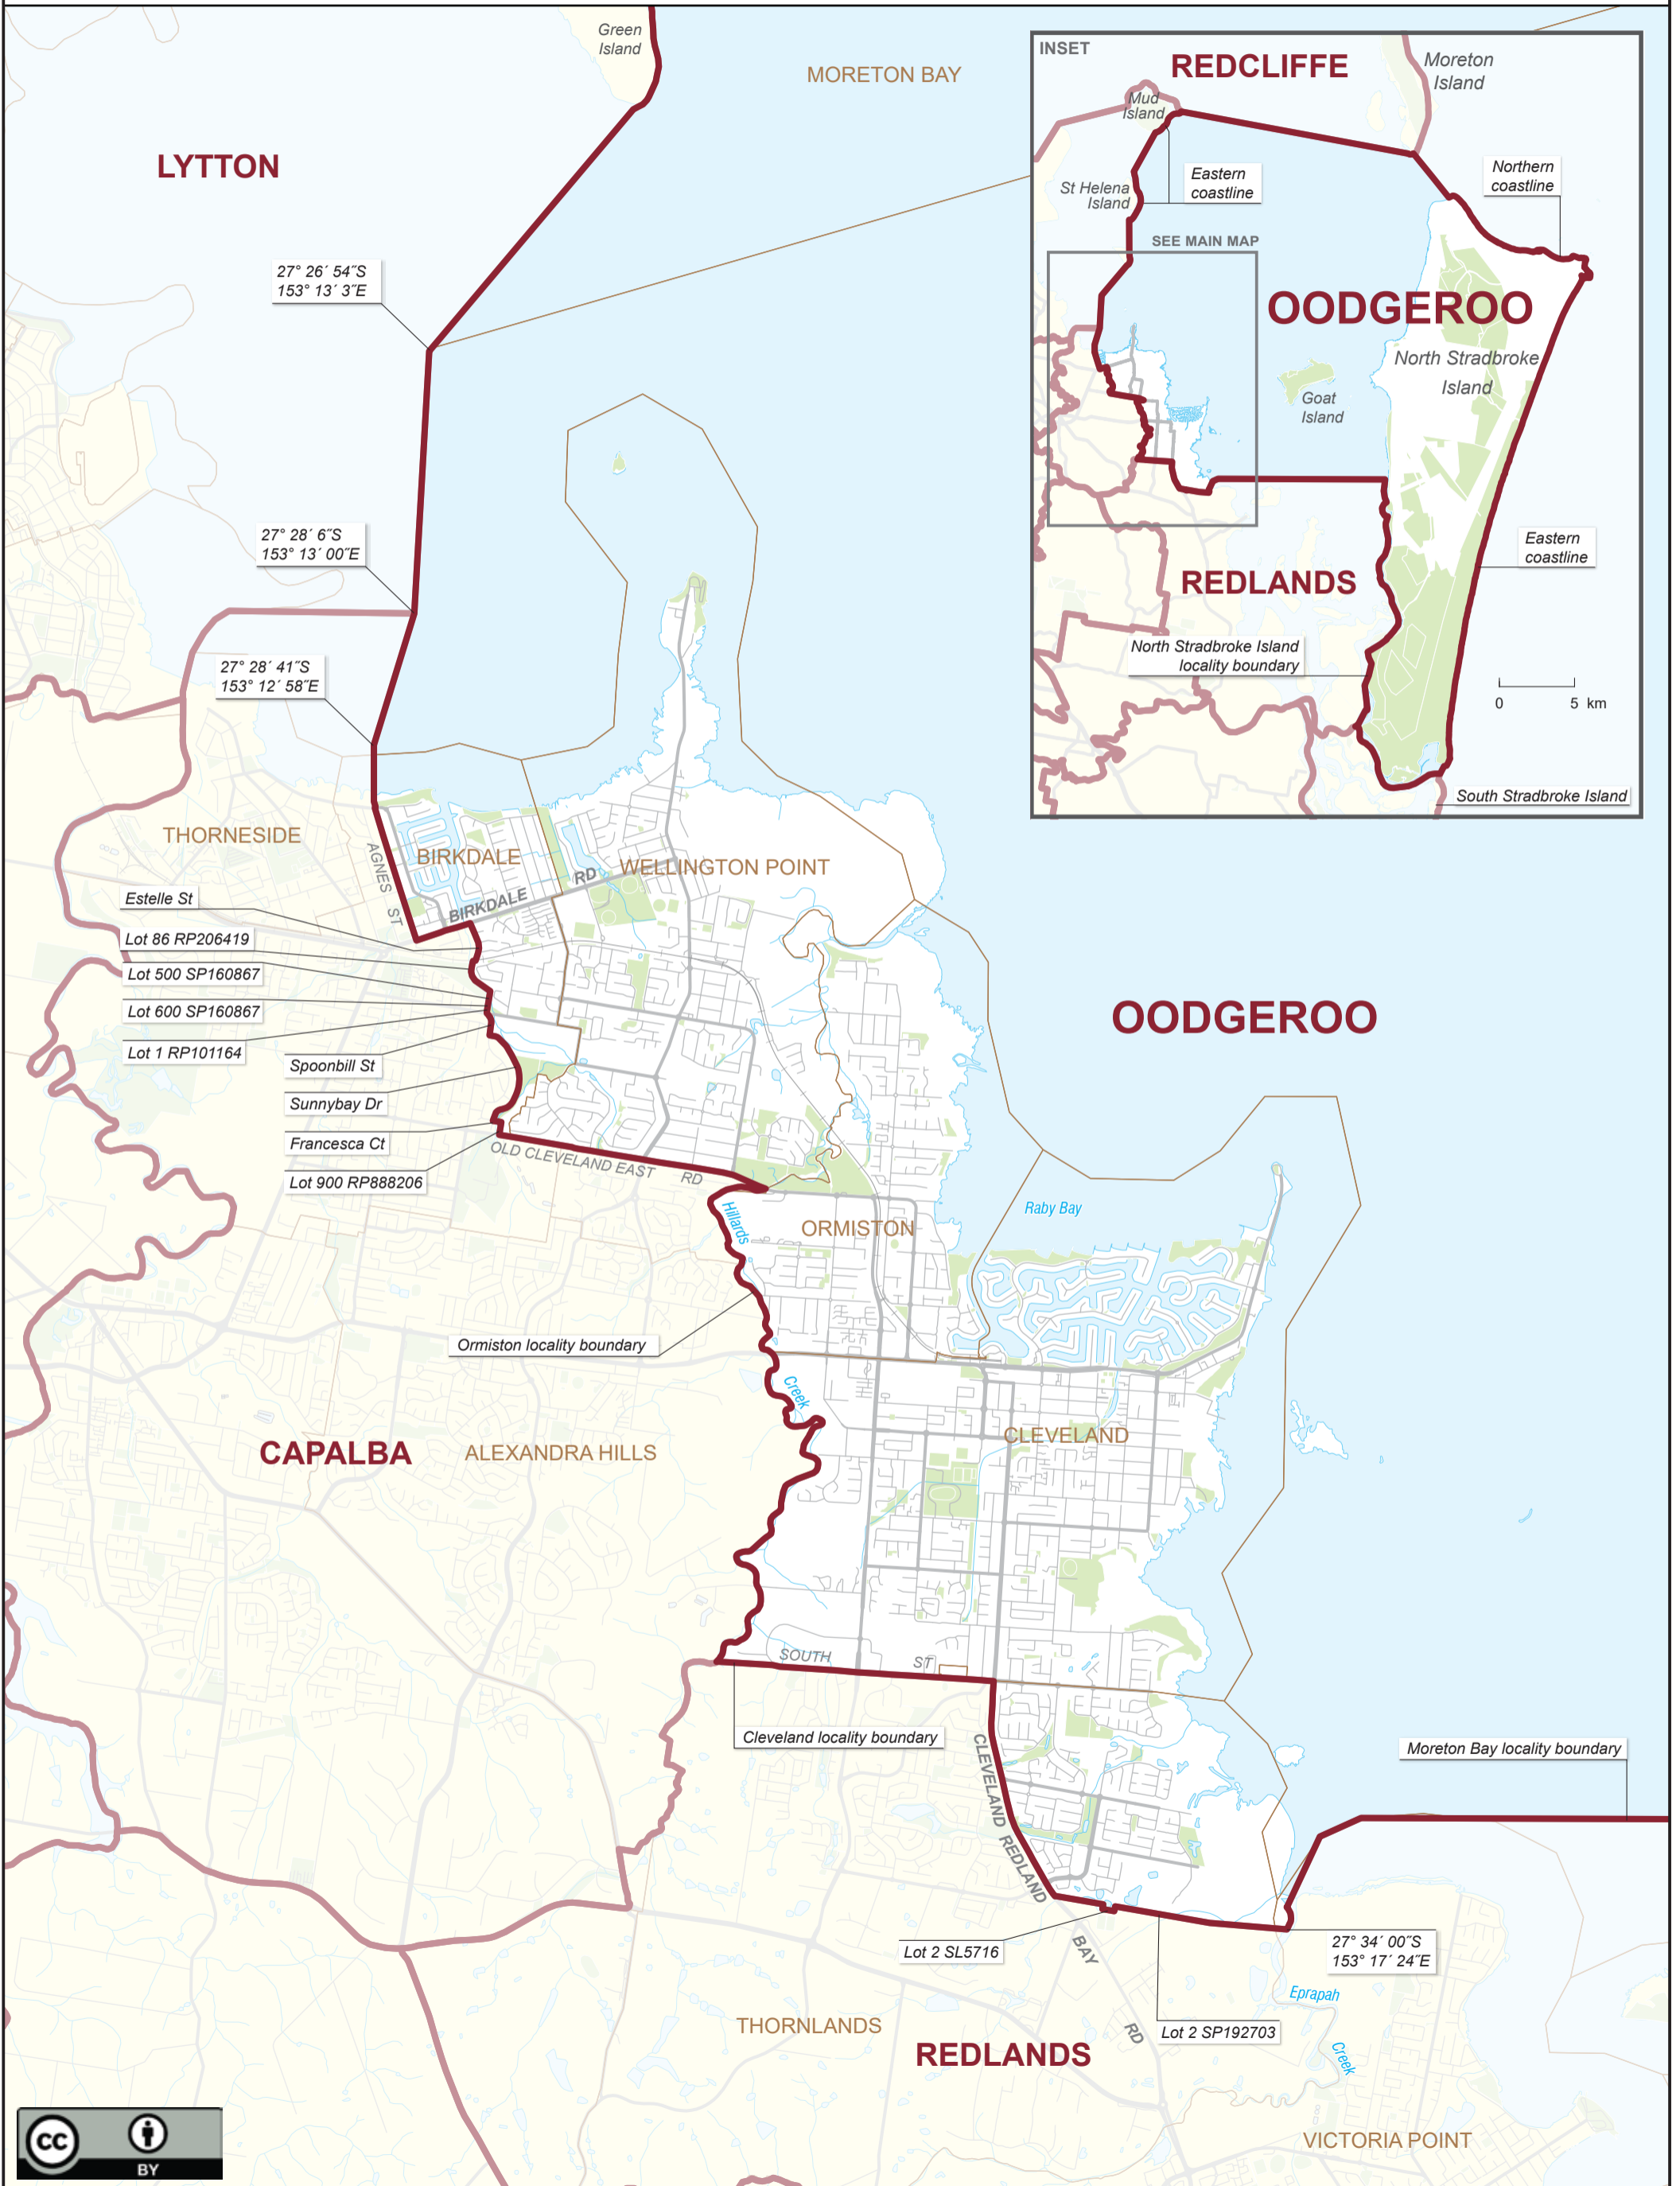 Green
Island
MORETON BAY
LYTTON
27° 26´ 54˝S
153° 13´ 3˝E
27° 28´ 6˝S
153° 13´ 00˝E
27° 28´ 41˝S
153° 12´ 58˝E
INSET
REDCLIFFE
Moreton
Island
Mud
Island
Eastern
coastline
Northern
coastline
St Helena
Island
SEE MAIN MAP
OODGEROO
North Stradbroke
Island
Goat
Island
Eastern
coastline
REDLANDS
North Stradbroke Island
locality boundary
0 5 km
South Stradbroke Island
THORNESIDE
AGNES ST
BIRKDALE
WELLINGTON POINT
BIRKDALE RD
Estelle St
Lot 86 RP206419
Lot 500 SP160867
Lot 600 SP160867
Lot 1 RP101164
Spoonbill St
Sunnybay Dr
Francesca Ct
Lot 900 RP888206
OLD CLEVELAND EAST RD
OODGEROO
Hillards
ORMISTON
Raby Bay
Ormiston locality boundary
Creek
CAPALBA
ALEXANDRA HILLS
CLEVELAND
SOUTH ST
Cleveland locality boundary
CLEVELAND REDLAND
Moreton Bay locality boundary
Lot 2 SL5716
BAY
27° 34´ 00˝S
153° 17´ 24˝E
Eprapah
THORNLANDS
RD
Lot 2 SP192703
REDLANDS
Creek
VICTORIA POINT
cc
BY